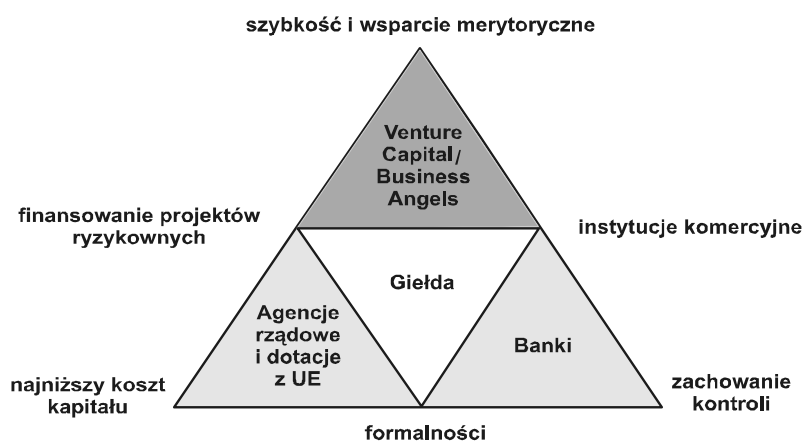 szybkość i wsparcie merytoryczne
Venture
Capital/
Business
Angels
finansowanie projektów
ryzykownych
instytucje komercyjne
Giełda
Agencje
rządowe
i dotacje
z UE
Banki
najniższy koszt
kapitału
zachowanie
kontroli
formalności